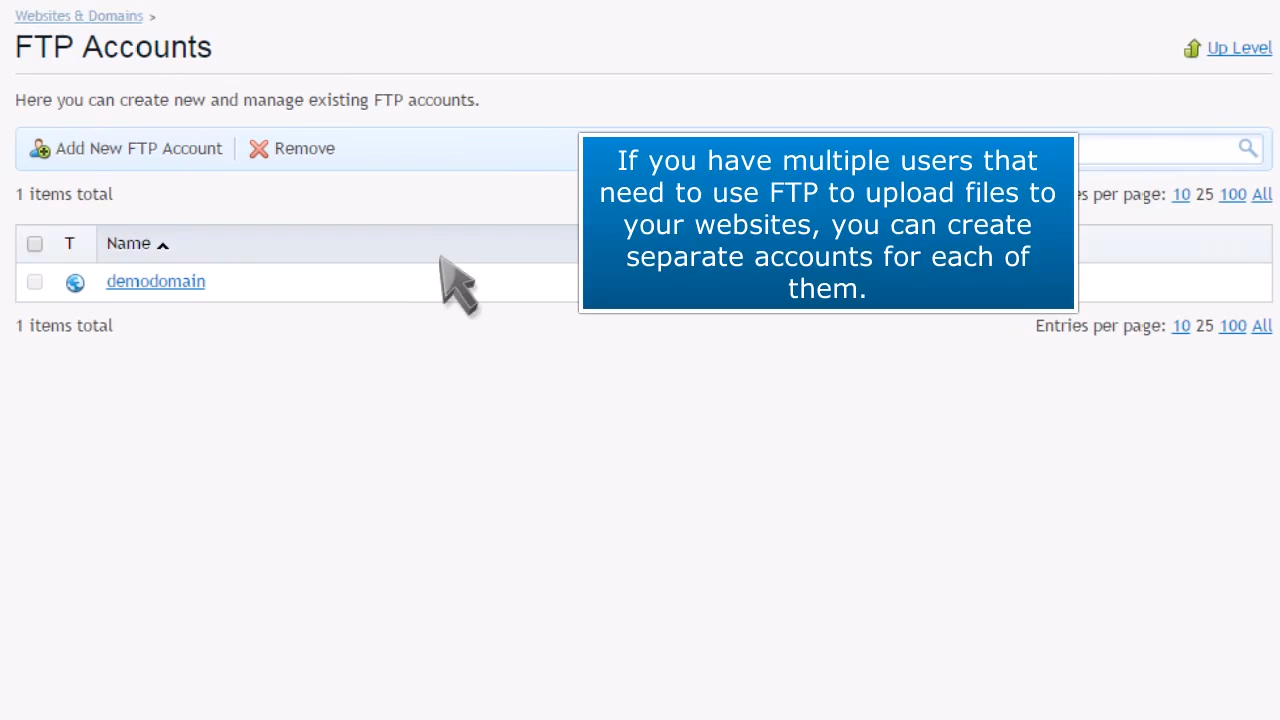 Websites & Domains >
FTP Accounts
Up Level
Here you can create new and manage existing FTP accounts.
Add New FTP Account
Remove
If you have multiple users that
need to use FTP to upload files to
your websites, you can create
separate accounts for each of
them.
1 items total
per page: 10 25 100 All
T Name
demodomain
1 items total
Entries per page: 10 25 100 All